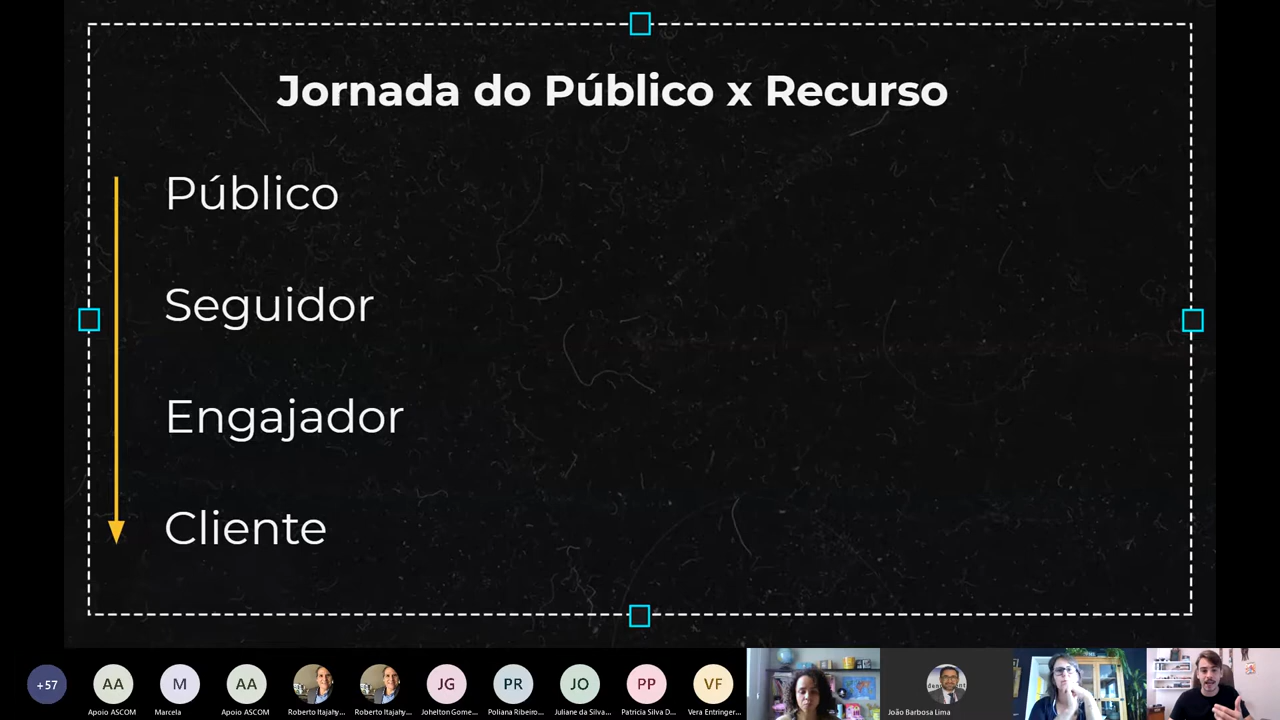 Jornada do Público x Recurso
Público
Seguidor
Engajador
Cliente
+57
AA
M
AA
JG
PR
JO
PP
VF
Apoio ASCOM
Marcela
Apoio ASCOM
Roberto Itajahy...
Roberto Itajahy...
Johelton Gome...
Poliana Ribeiro...
Juliane da Silva...
Patricia Silva D...
Vera Entringer...
João Barbosa Lima